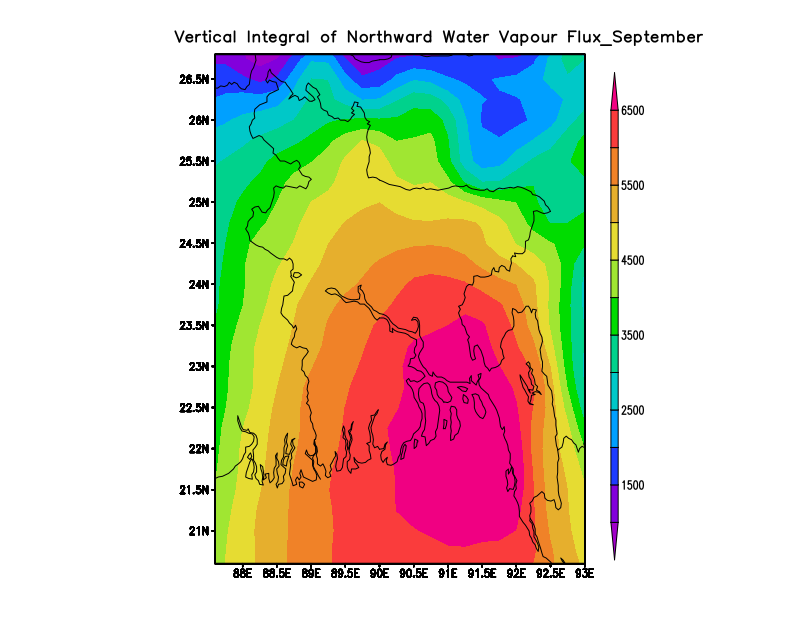 Vertical Integral of Northward Water Vapour Flux_September
26.5N
26N
25.5N
25N
24.5N
24N
23.5N
23N
22.5N
22N
21.5N
21N
88E 88.5E 89E 89.5E 90E 90.5E 91E 91.5E 92E 92.5E 93E
6500
5500
4500
3500
2500
1500